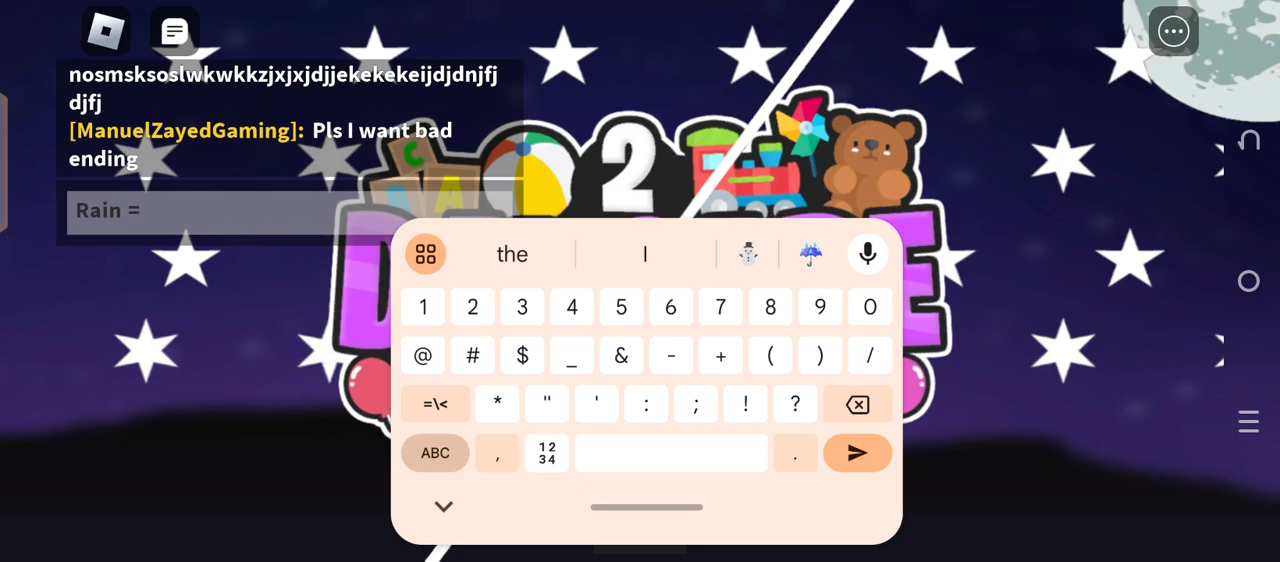 nosmsksoslwkwkkzjxjxjdjjekekekeijdjdnjfj
djfj
[ManuelZayedGaming]: Pls I want bad
ending
Rain =
C
A
2
D
E
the I
1 2 3 4 5 6 7 8 9 0
@ # $ _ & - + ( ) /
=\< * " ' : ; ! ?
ABC , 12 .
34